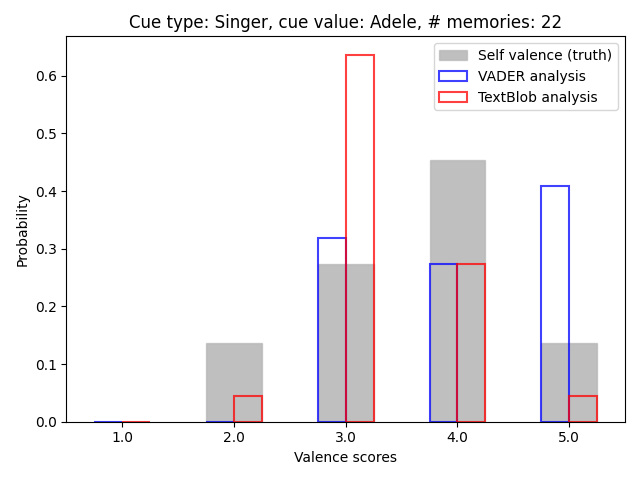 Cue type: Singer, cue value: Adele, # memories: 22
Self valence (truth)
VADER analysis
TextBlob analysis
Probability
0.6
0.5
0.4
0.3
0.2
0.1
0.0
1.0 2.0 3.0 4.0 5.0
Valence scores